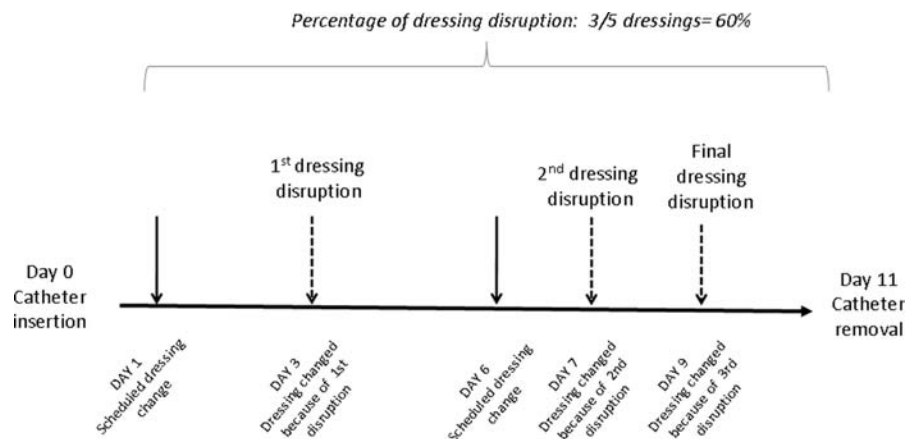 Percentage of dressing disruption: 3/5 dressings= 60%
1st dressing
disruption
2nd dressing
disruption
Final
dressing
disruption
Day 0
Catheter
insertion
Day 11
Catheter
removal
DAY 1
Scheduled dressing
change
DAY 3
Dressing changed
because of 1st
disruption
DAY 6
Scheduled dressing
change
DAY 7
Dressing changed
because of 2nd
disruption
DAY 9
Dressing changed
because of 3rd
disruption